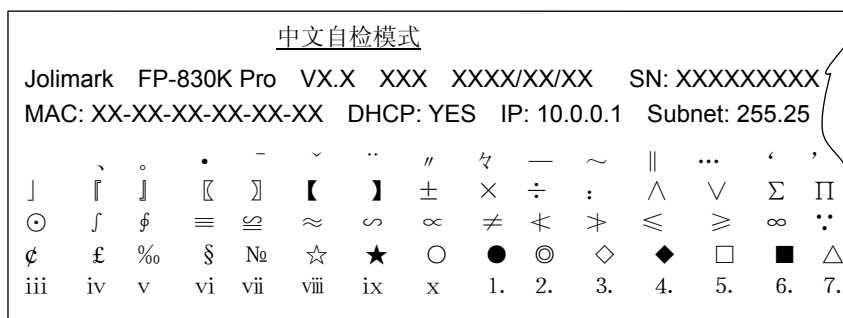 中文自检模式
Jolimark FP-830K Pro VX.X XXX XXXX/XX/XX SN: XXXXXXXXX
MAC: XX-XX-XX-XX-XX-XX DHCP: YES IP: 10.0.0.1 Subnet: 255.25
、 。 • ˉ ˇ ¨ 〃 々 — ～ ‖ … ‘ ’
」 『 』 〖 〗 【 】 ± × ÷ ∶ ∧ ∨ ∑ ∏
⊙ ∫ ∮ ≡ ≌ ≈ ∽ ∝ ≠ ≮ ≯ ≤ ≥ ∞ ∵
¢ £ ‰ § № ☆ ★ ○ ● ◎ ◇ ◆ □ ■ △
ⅲ ⅳ ⅴ ⅵ ⅶ ⅷ ⅸ ⅹ ⒈ ⒉ ⒊ ⒋ ⒌ ⒍ ⒎